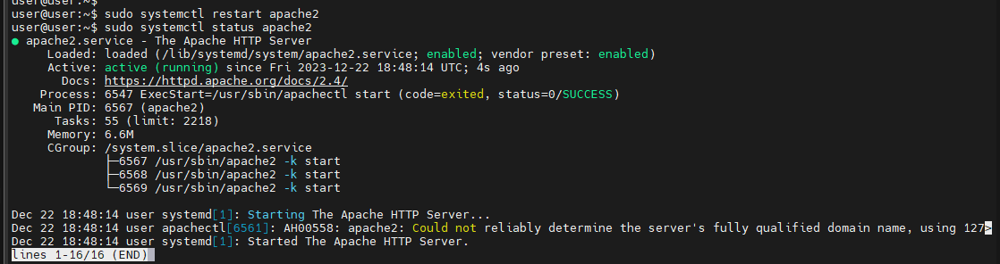 user@user:~$
user@user:~$ sudo systemctl restart apache2
user@user:~$ sudo systemctl status apache2
● apache2.service - The Apache HTTP Server
     Loaded: loaded (/lib/systemd/system/apache2.service; enabled; vendor preset: enabled)
     Active: active (running) since Fri 2023-12-22 18:48:14 UTC; 4s ago
       Docs: https://httpd.apache.org/docs/2.4/
    Process: 6547 ExecStart=/usr/sbin/apachectl start (code=exited, status=0/SUCCESS)
   Main PID: 6567 (apache2)
      Tasks: 55 (limit: 2218)
     Memory: 6.6M
     CGroup: /system.slice/apache2.service
             ├─6567 /usr/sbin/apache2 -k start
             ├─6568 /usr/sbin/apache2 -k start
             └─6569 /usr/sbin/apache2 -k start
Dec 22 18:48:14 user systemd[1]: Starting The Apache HTTP Server...
Dec 22 18:48:14 user apachectl[6561]: AH00558: apache2: Could not reliably determine the server's fully qualified domain name, using 127>
Dec 22 18:48:14 user systemd[1]: Started The Apache HTTP Server.
lines 1-16/16 (END)